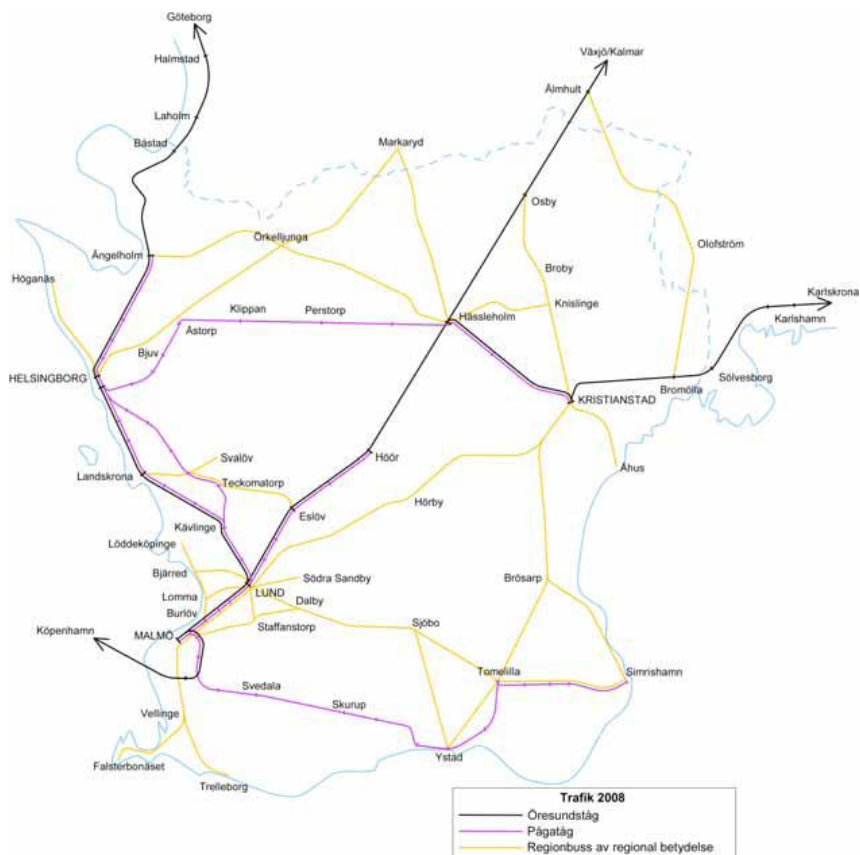 Göteborg
Halmstad
Växjö/Kalmar
Älmhult
Laholm
Båstad
Markaryd
Osby
Örkelljunga
Olofström
Ängelholm
Broby
Höganäs
Karlskrona
Klippan
Perstorp
Knislinge
Karlshamn
Hässleholm
Åstorp
Bjuv
HELSINGBORG
Bromölla
Sölvesborg
KRISTIANSTAD
Svalöv
Höör
Åhus
Landskrona
Teckomatorp
Hörby
Eslöv
Kävlinge
Löddeköpinge
Bjärred
Södra Sandby
Brösarp
LUND
Lomma
Dalby
Burlöv
Köpenhamn
Staffanstorp
Sjöbo
MALMÖ
Tomelilla
Simrishamn
Svedala
Skurup
Vellinge
Ystad
Falsterbonäset
Trelleborg
Trafik 2008
Öresundståg
Pågatåg
Regionbuss av regional betydelse